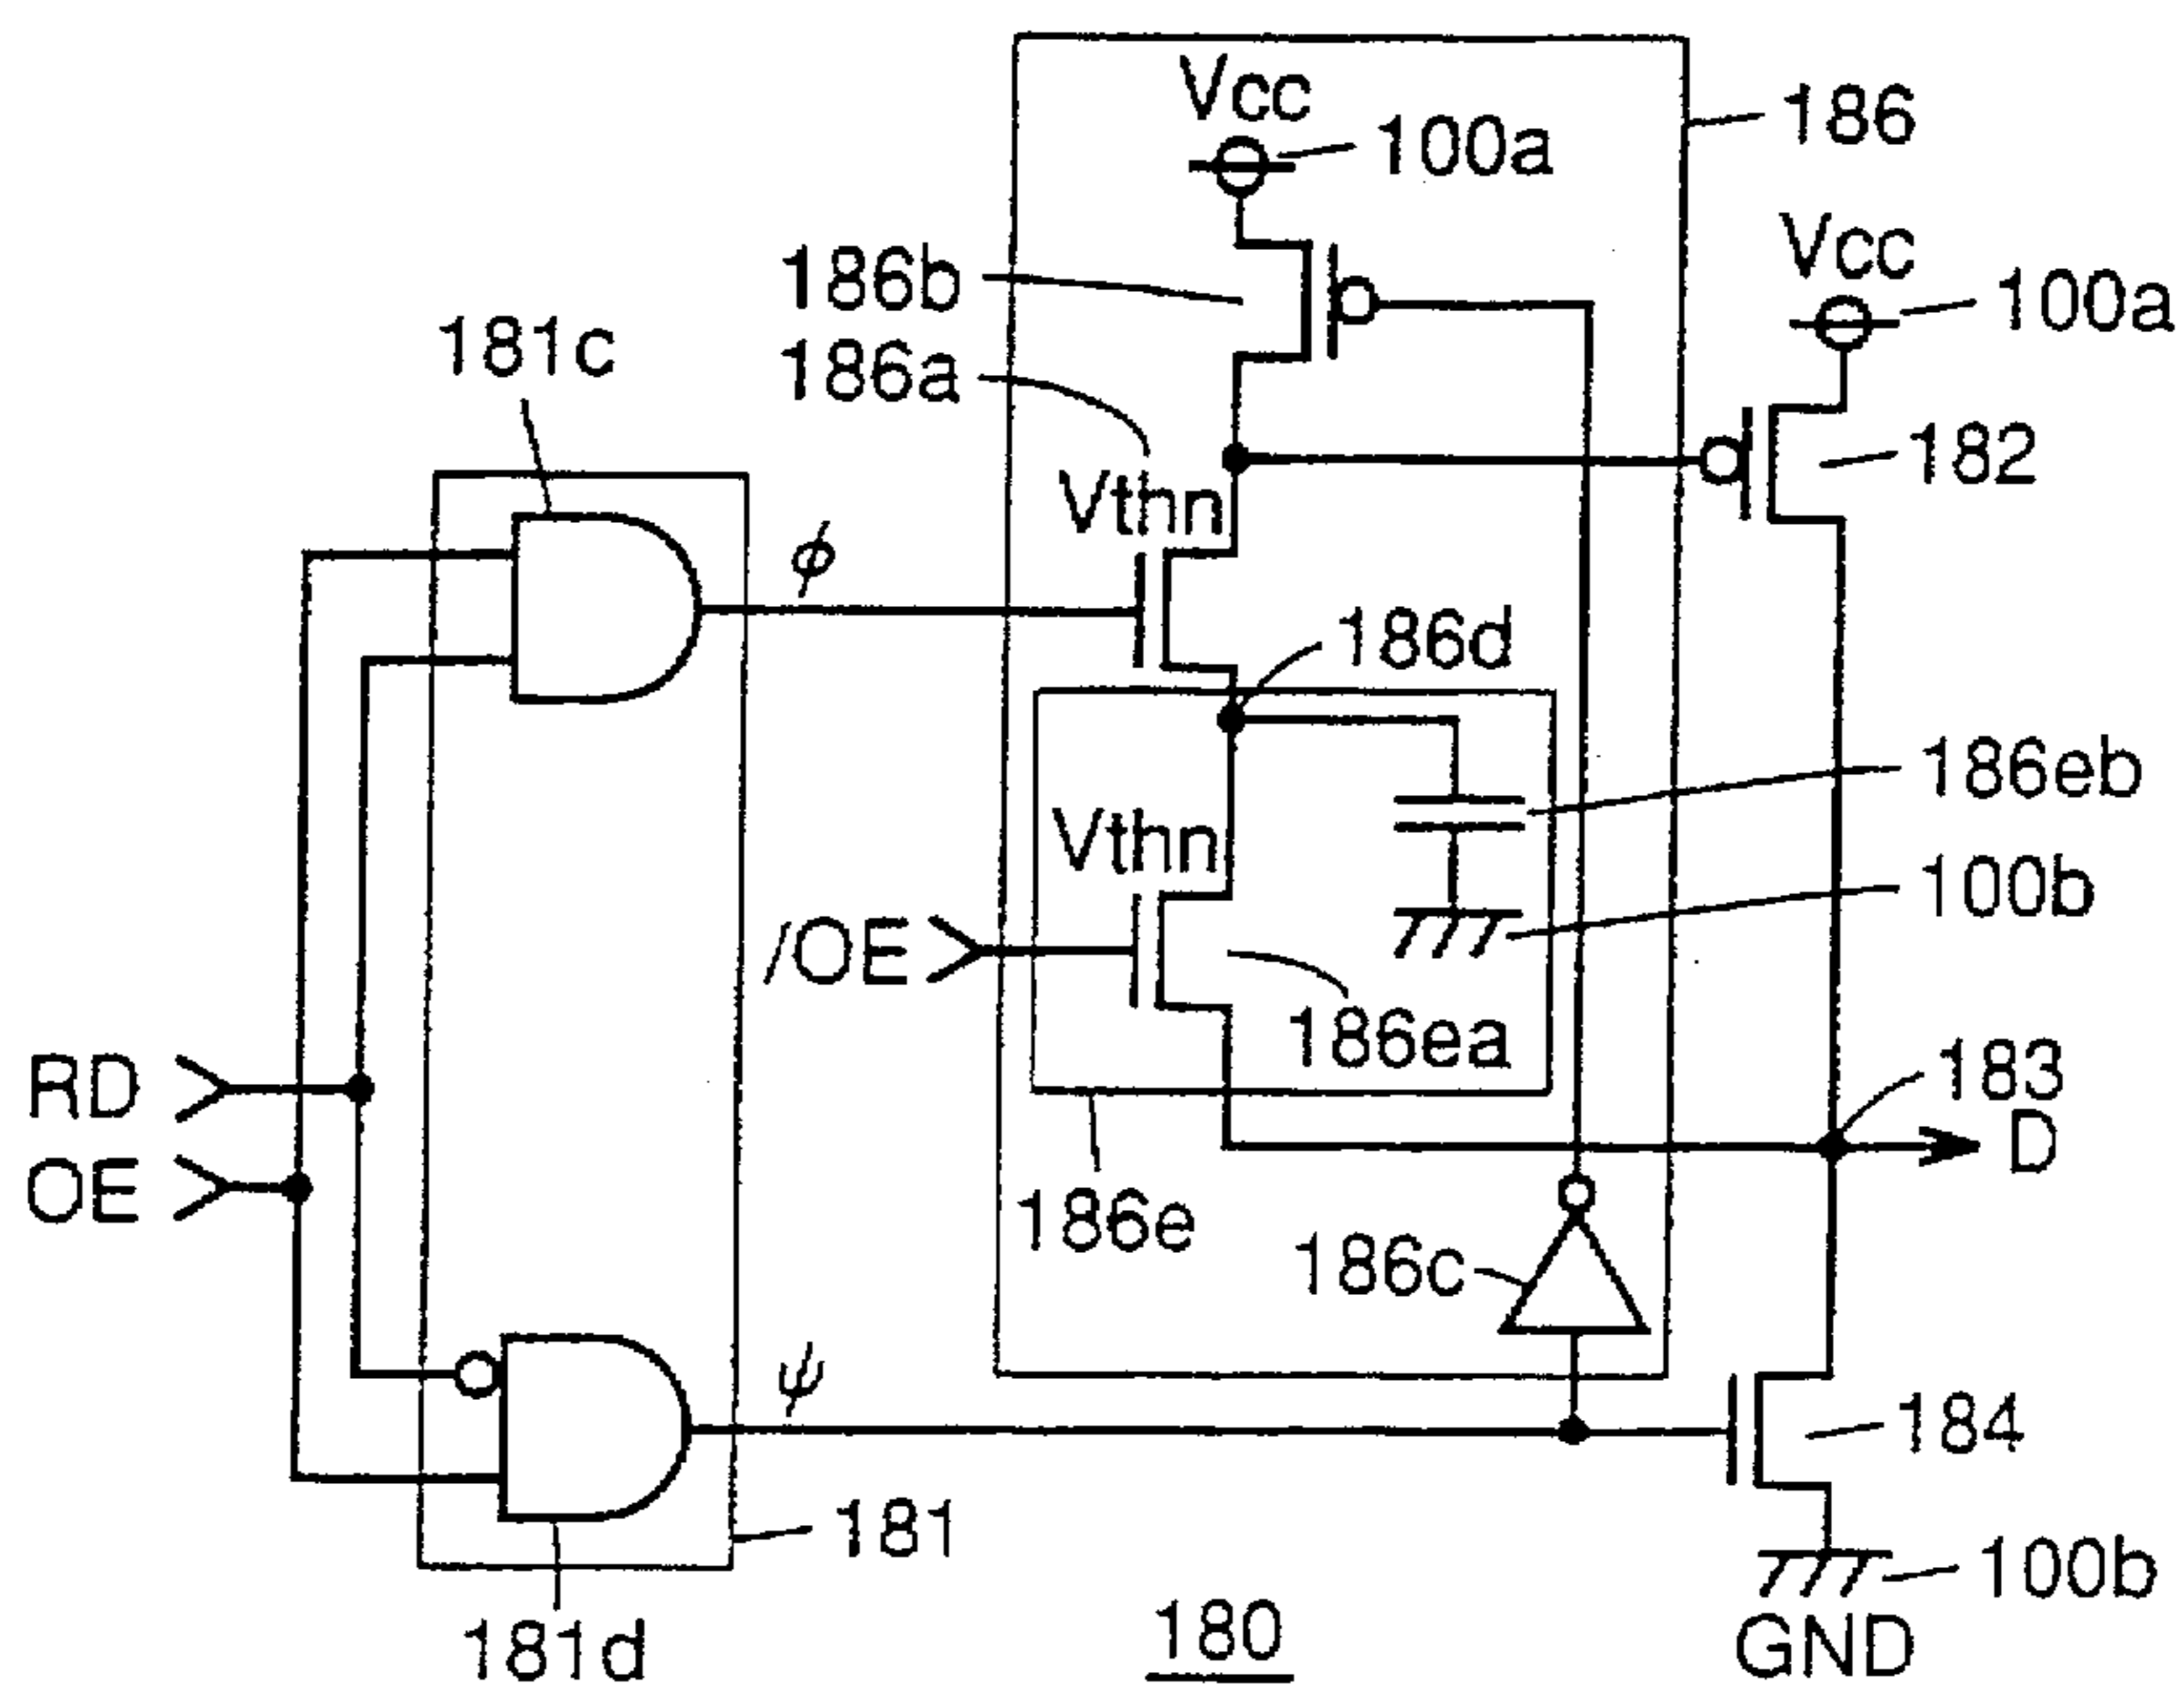 Vcc
186
100a
Vcc
186b
100a
181c
186a
182
Vthn
ϕ
186d
186eb
Vthn
100b
/OE
186ea
RD
183
D
OE
186e
186c
ψ
184
181
100b
180
GND
181d